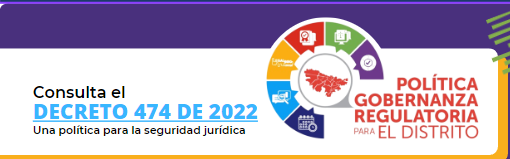 Consulta el
DECRETO 474 DE 2022
Una política para la seguridad jurídica
POLÍTICA
GOBERNANZA
REGULATORIA
PARA EL DISTRITO